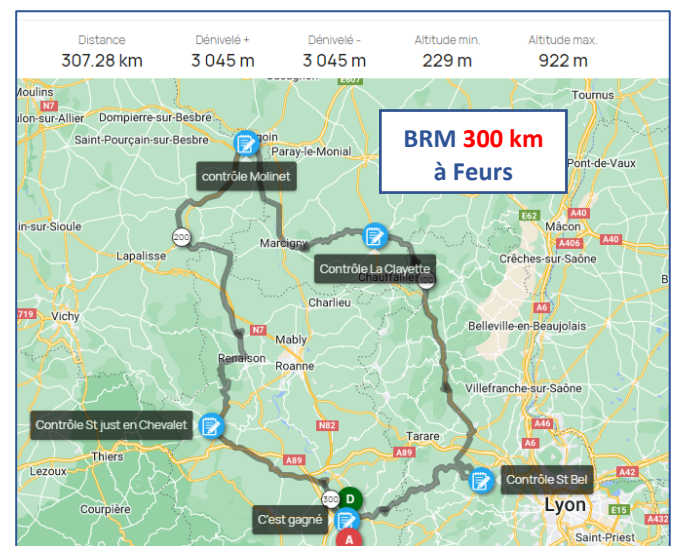 Distance
307.28 km
Dénivelé +
3 045 m
Dénivelé -
3 045 m
Altitude min.
229 m
Altitude max.
922 m
BRM 300 km
à Feurs
Moulins
N7
Dompierre-sur-Besbre
Saint-Pourçain-sur-Besbre
Paray-le-Monial
Tournus
Pont-de-Vaux
contrôle Molinet
200
Lapalisse
Marcigny
Contrôle La Clayette
Chauffailles
E62
A40
Mâcon
A406
A40
Crêches-sur-Saône
Charlieu
A6
719
Vichy
N7
Mably
Belleville-en-Beaujolais
Renaison
Roanne
Villefranche-sur-Saône
Contrôle St just en Chevalet
N82
A46
Thiers
Tarare
A6
Lezoux
A89
A89
Contrôle St Bel
A42
Courpière
300
D
Lyon
E15
C'est gagné
A432
A
Saint-Priest